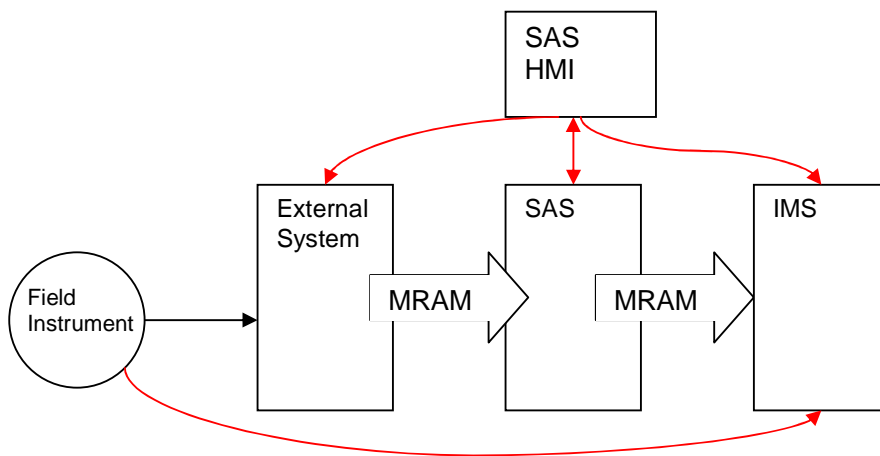 SAS
HMI
External
System
SAS
IMS
Field
Instrument
MRAM
MRAM